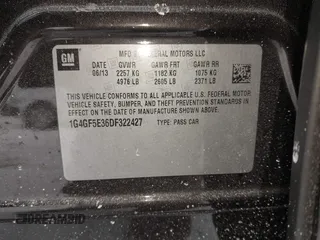 GM
MFD BY GENERAL MOTORS LLC
DATE GVWR GAWR FRT GAWR RR
06/13 2257 KG 1182 KG 1075 KG
4976 LB 2605 LB 2371 LB
THIS VEHICLE CONFORMS TO ALL APPLICABLE U.S. FEDERAL MOTOR
VEHICLE SAFETY, BUMPER, AND THEFT PREVENTION STANDARDS
IN EFFECT ON THE DATE OF MANUFACTURE SHOWN ABOVE.
1G4GF5E36DF322427 TYPE: PASS CAR
DREAMBID